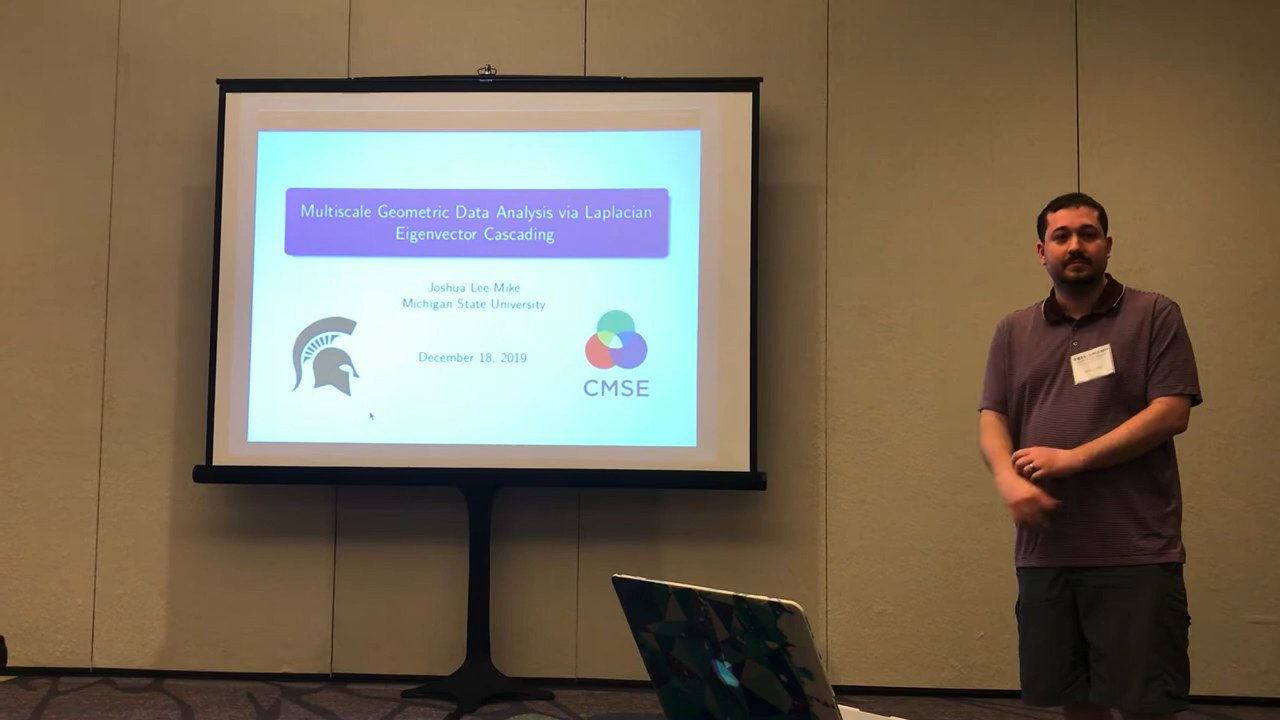 Multiscale Geometric Data Analysis via Laplacian
Eigenvector Cascading
Joshua Lee Mike
Michigan State University
December 18, 2019
CMSE